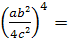 (ab²/4c²)⁴ =